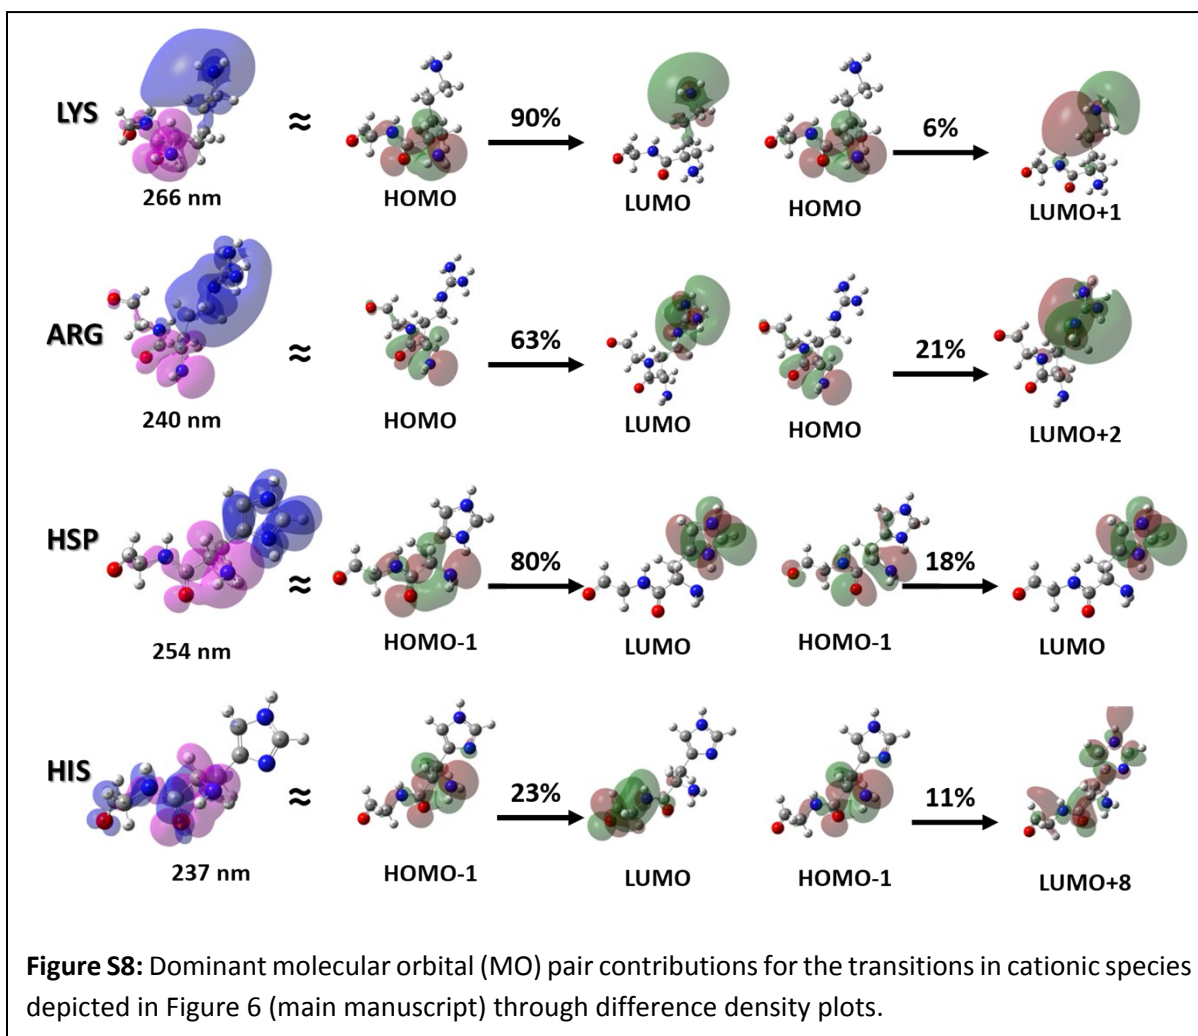 LYS
266 nm
≈
HOMO
90%
LUMO
HOMO
6%
LUMO+1
ARG
240 nm
≈
HOMO
63%
LUMO
HOMO
21%
LUMO+2
HSP
254 nm
≈
HOMO-1
80%
LUMO
HOMO-1
18%
LUMO
HIS
237 nm
≈
HOMO-1
23%
LUMO
HOMO-1
11%
LUMO+8
Figure S8: Dominant molecular orbital (MO) pair contributions for the transitions in cationic species
depicted in Figure 6 (main manuscript) through difference density plots.